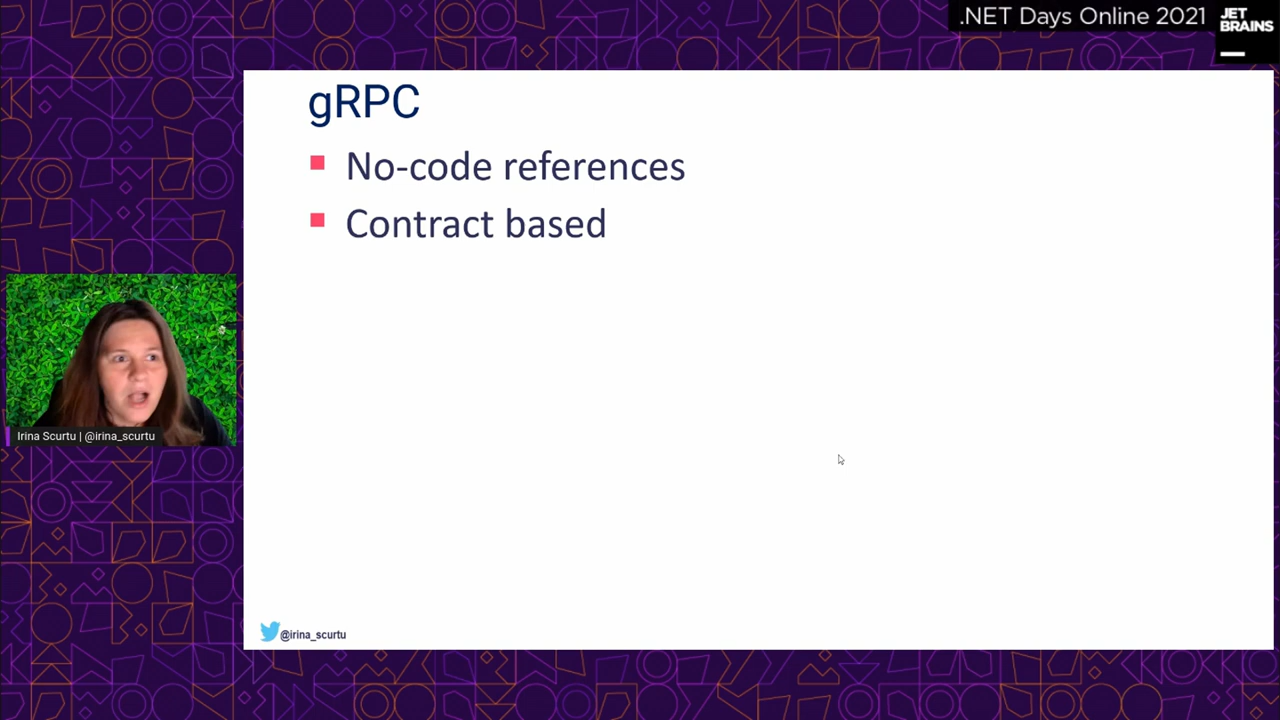 .NET Days Online 2021
JET
BRAINS
gRPC
No-code references
Contract based
Irina Scurtu | @irina_scurtu
@irina_scurtu